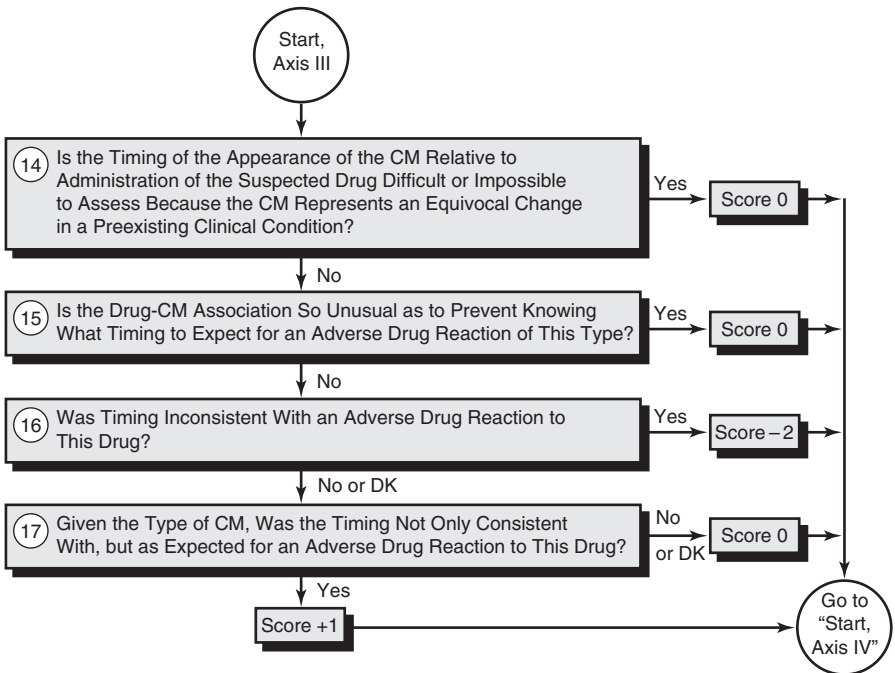 Start,
Axis III
14
Is the Timing of the Appearance of the CM Relative to
Administration of the Suspected Drug Difficult or Impossible
to Assess Because the CM Represents an Equivocal Change
in a Preexisting Clinical Condition?
Yes
Score 0
No
15
Is the Drug-CM Association So Unusual as to Prevent Knowing
What Timing to Expect for an Adverse Drug Reaction of This Type?
Yes
Score 0
No
16
Was Timing Inconsistent With an Adverse Drug Reaction to
This Drug?
Yes
Score – 2
No or DK
17
Given the Type of CM, Was the Timing Not Only Consistent
With, but as Expected for an Adverse Drug Reaction to This Drug?
No
or DK
Score 0
Yes
Score +1
Go to
“Start,
Axis IV”